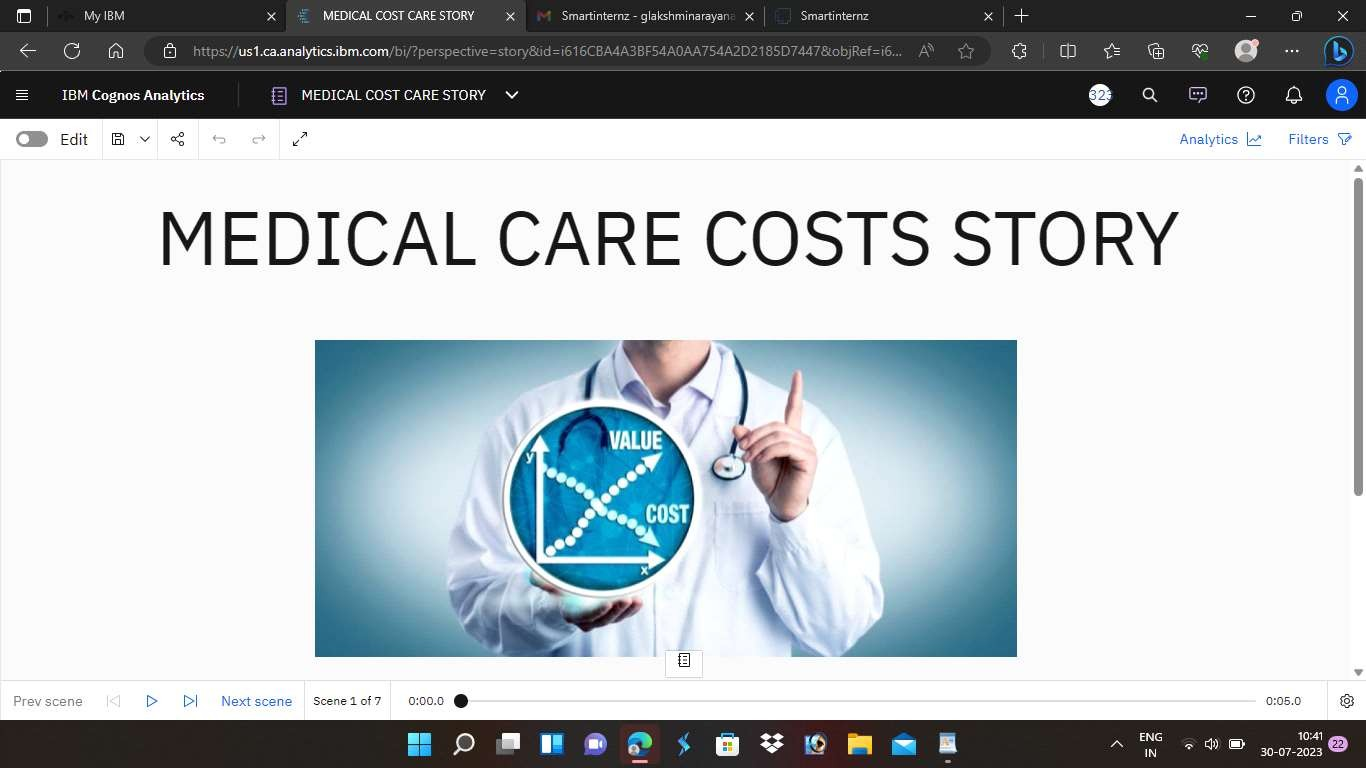 My IBM
MEDICAL COST CARE STORY
Smartinternz - glakshminarayana
Smartinternz
https://us1.ca.analytics.ibm.com/bi/?perspective=story&id=i616CBA4A3BF54A0AA754A2D2185D7447&objRef=i6...
IBM Cognos Analytics
MEDICAL COST CARE STORY
323
Edit
Analytics
Filters
MEDICAL CARE COSTS STORY
VALUE
y
COST
x
Prev scene
Next scene
Scene 1 of 7
0:00.0
0:05.0
ENG
IN
10:41
30-07-2023
22